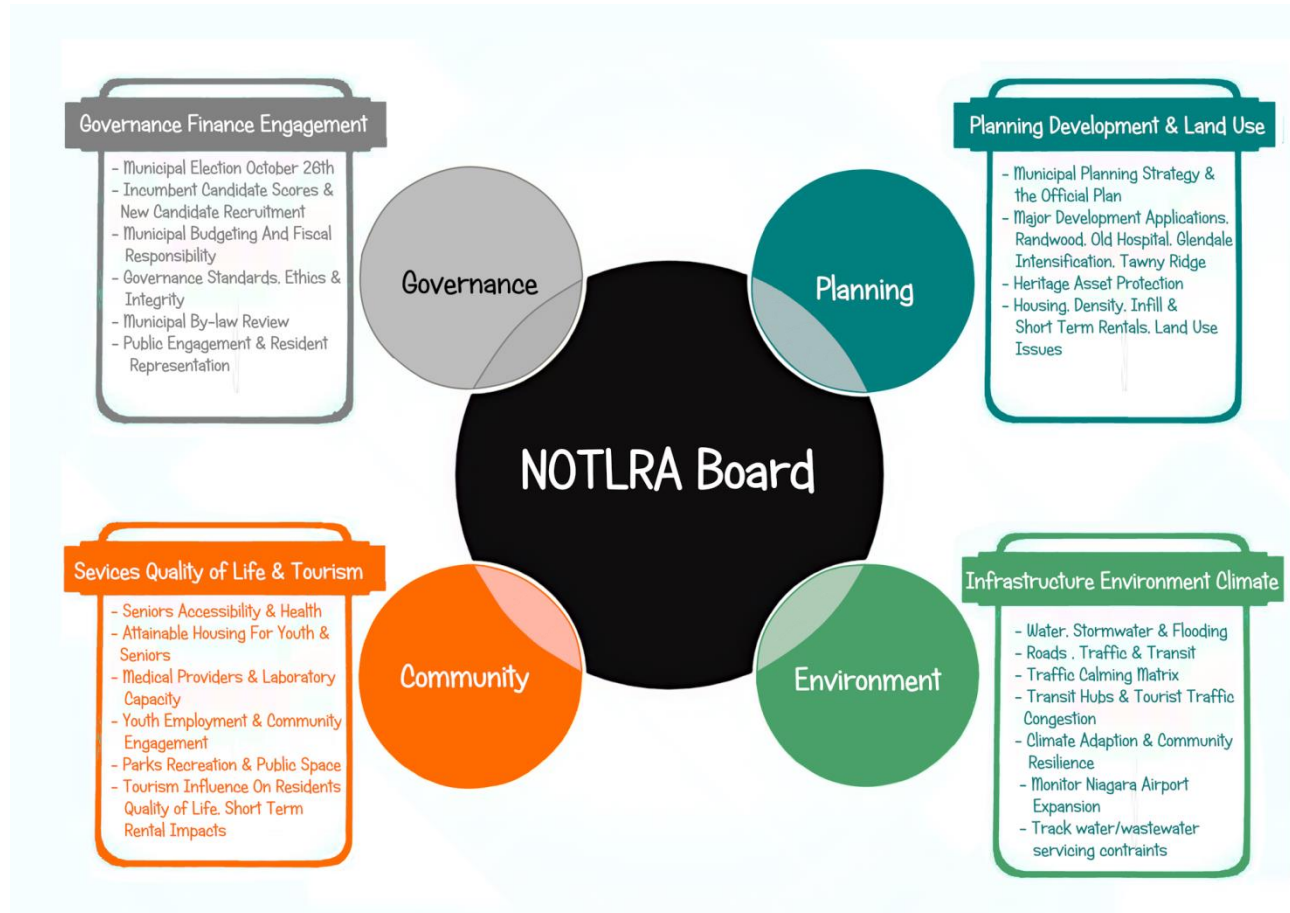 Governance Finance Engagement
- Municipal Election October 26th
- Incumbent Candidate Scores &
New Candidate Recruitment
- Municipal Budgeting And Fiscal
Responsibility
- Governance Standards, Ethics &
Integrity
- Municipal By-law Review
- Public Engagement & Resident
Representation
Governance
Planning
Planning Development & Land Use
- Municipal Planning Strategy &
the Official Plan
- Major Development Applications,
Randwood, Old Hospital, Glendale
Intensification, Tawny Ridge
- Heritage Asset Protection
- Housing, Density, Infill &
Short Term Rentals, Land Use
Issues
NOTLRA Board
Sevices Quality of Life & Tourism
- Seniors Accessibility & Health
- Attainable Housing For Youth &
Seniors
- Medical Providers & Laboratory
Capacity
- Youth Employment & Community
Engagement
- Parks Recreation & Public Space
- Tourism Influence On Residents
Quality of Life, Short Term
Rental Impacts
Community
Environment
Infrastructure Environment Climate
- Water, Stormwater & Flooding
- Roads , Traffic & Transit
- Traffic Calming Matrix
- Transit Hubs & Tourist Traffic
Congestion
- Climate Adaption & Community
Resilience
- Monitor Niagara Airport
Expansion
- Track water/wastewater
servicing contraints